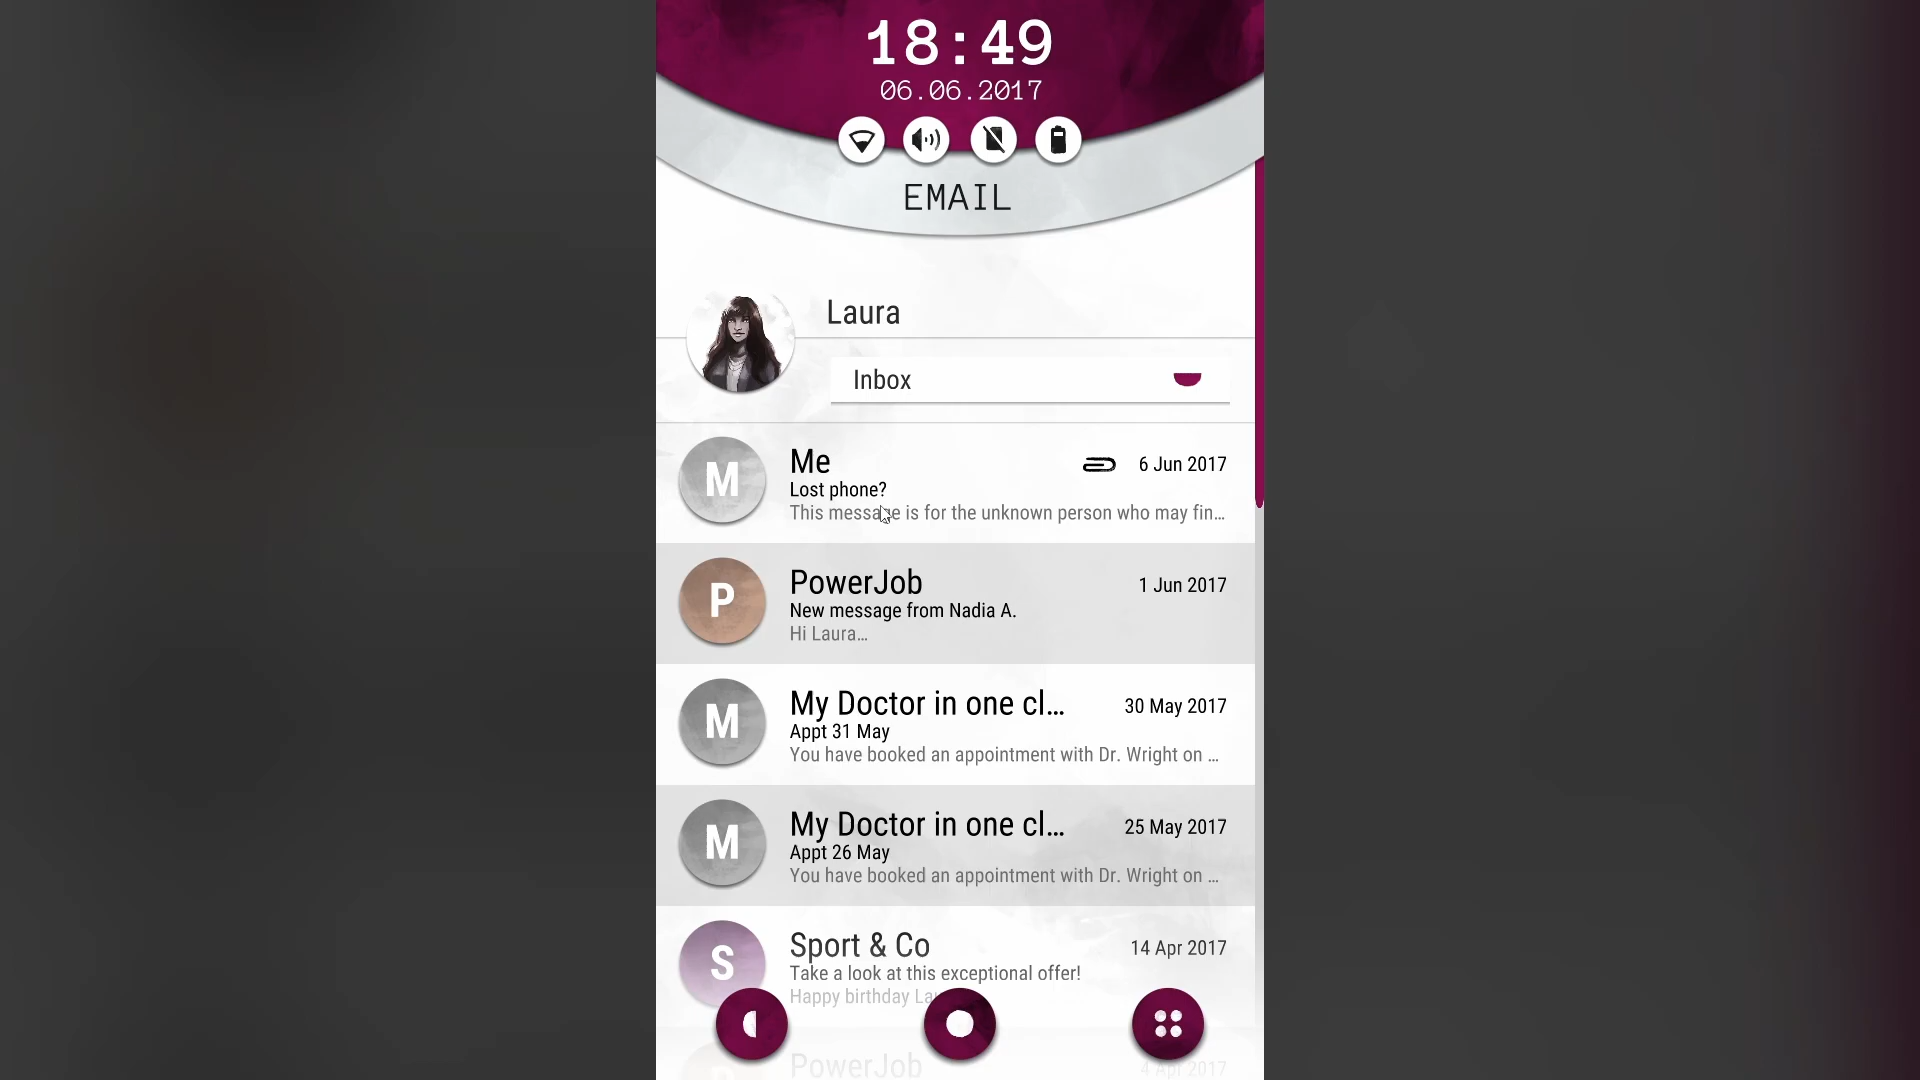 18:49
06.06.2017
EMAIL
Laura
Inbox
M
Me
6 Jun 2017
Lost phone?
This message is for the unknown person who may fin…
P
PowerJob
1 Jun 2017
New message from Nadia A.
Hi Laura…
M
My Doctor in one cl…
30 May 2017
Appt 31 May
You have booked an appointment with Dr. Wright on …
M
My Doctor in one cl…
25 May 2017
Appt 26 May
You have booked an appointment with Dr. Wright on …
S
Sport & Co
14 Apr 2017
Take a look at this exceptional offer!
Happy birthday
PowerJob
4 Apr 2017